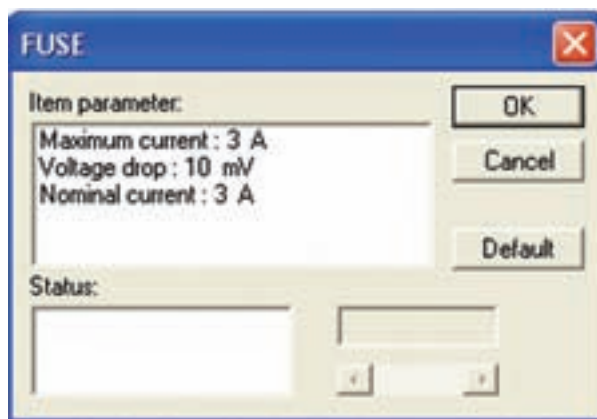 FUSE
Item parameter:
Maximum current : 3 A
Voltage drop : 10 mV
Nominal current : 3 A
OK
Cancel
Default
Status: